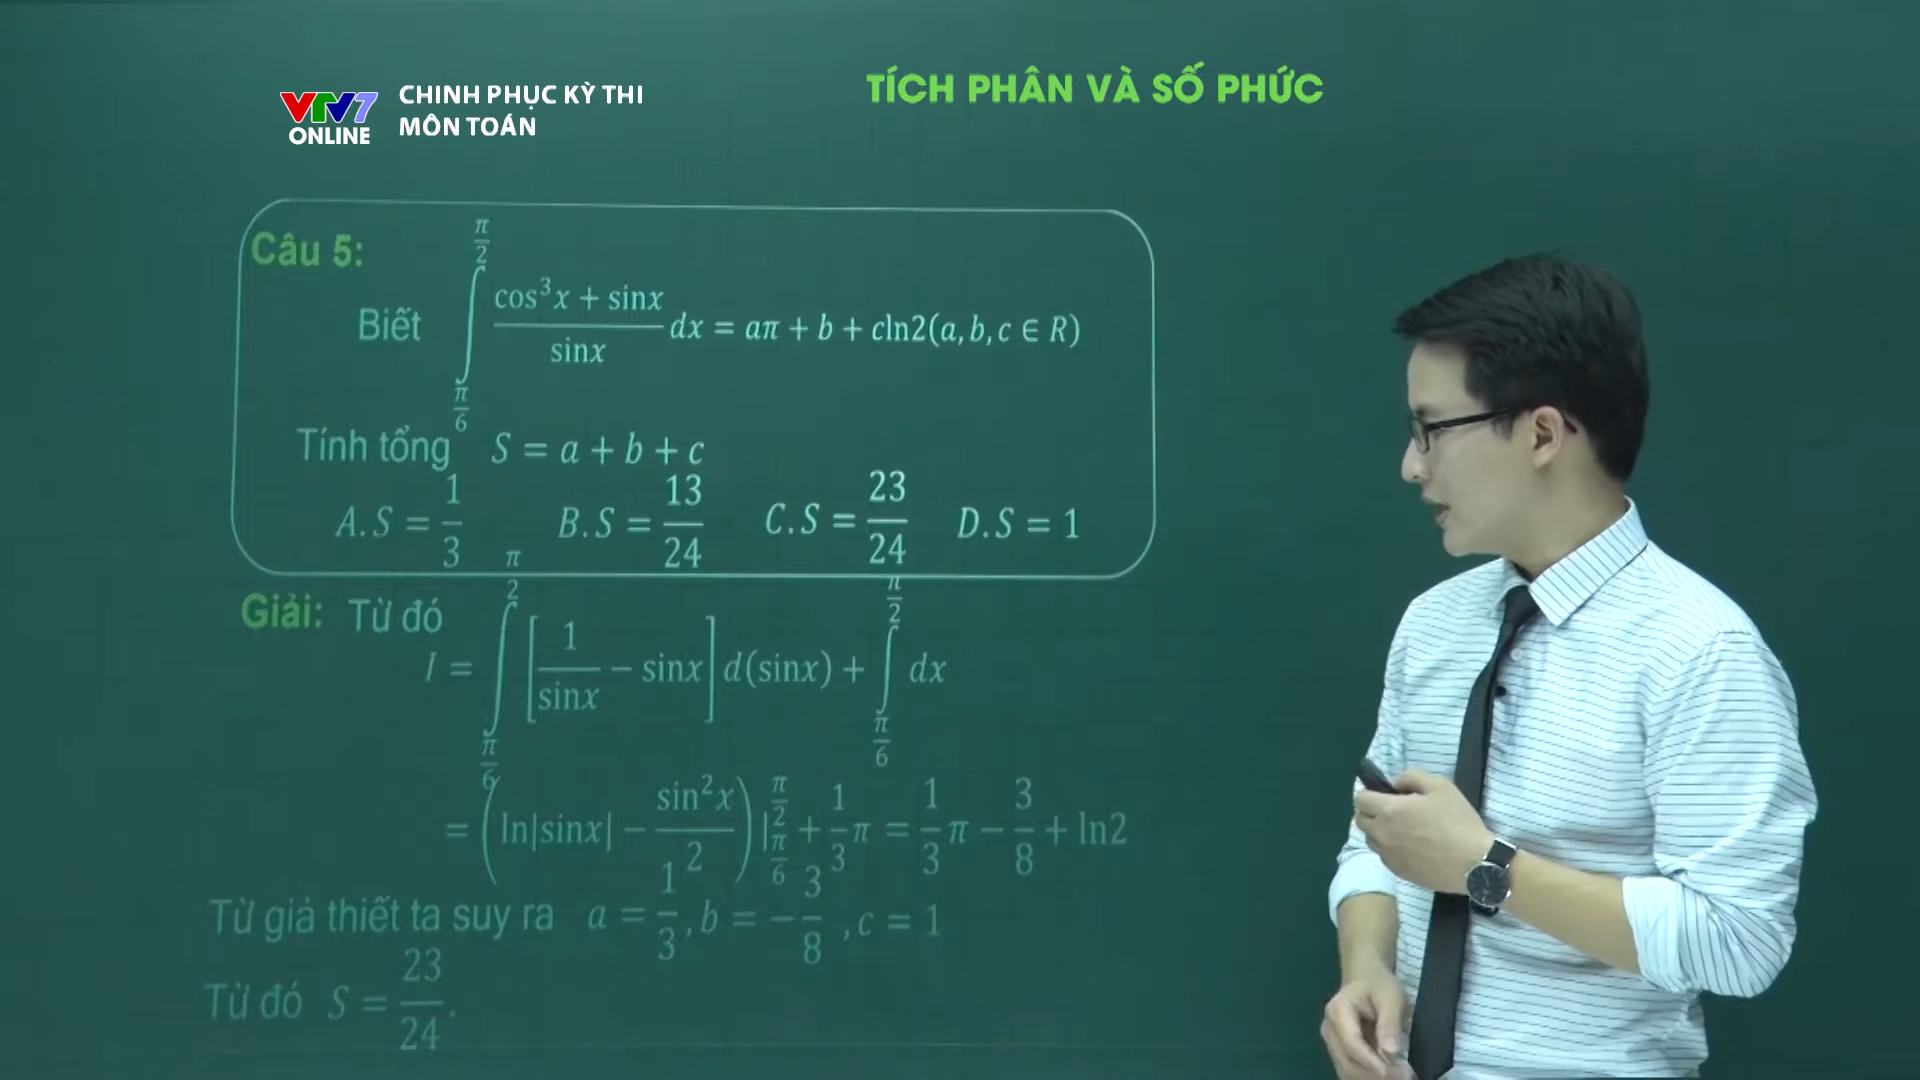 VTV7
ONLINE
CHINH PHỤC KỲ THI
MÔN TOÁN
TÍCH PHÂN VÀ SỐ PHỨC
Câu 5:
Biết ∫_{π/6}^{π/2} (cos³x + sinx)/sinx dx = aπ + b + cln2(a, b, c ∈ R)
Tính tổng S = a + b + c
A. S = 1/3 B. S = 13/24 C. S = 23/24 D. S = 1
Giải: Từ đó
I = ∫_{π/6}^{π/2} [1/sinx − sinx] d(sinx) + ∫_{π/6}^{π/2} dx
= (ln|sinx| − sin²x/2)|_{π/6}^{π/2} + 1/3 π = 1/3 π − 3/8 + ln2
Từ giả thiết ta suy ra a = 1/3, b = −3/8 , c = 1
Từ đó S = 23/24.